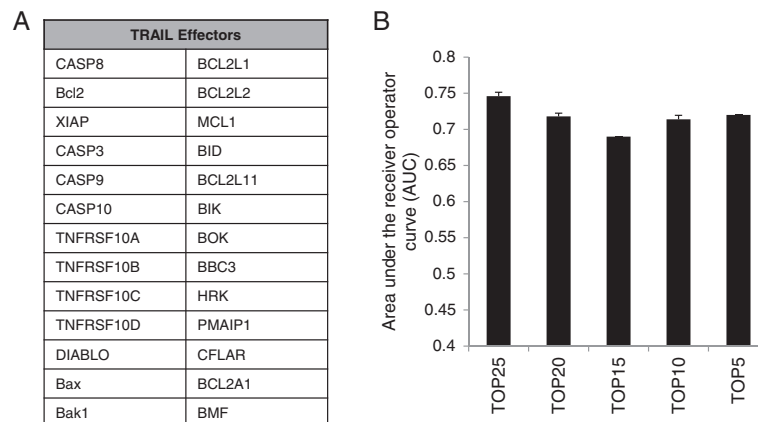 A
TRAIL Effectors
CASP8 BCL2L1
Bcl2 BCL2L2
XIAP MCL1
CASP3 BID
CASP9 BCL2L11
CASP10 BIK
TNFRSF10A BOK
TNFRSF10B BBC3
TNFRSF10C HRK
TNFRSF10D PMAIP1
DIABLO CFLAR
Bax BCL2A1
Bak1 BMF
B
Area under the receiver operator
curve (AUC)
0.8
0.75
0.7
0.65
0.6
0.55
0.5
0.45
0.4
TOP25
TOP20
TOP15
TOP10
TOP5